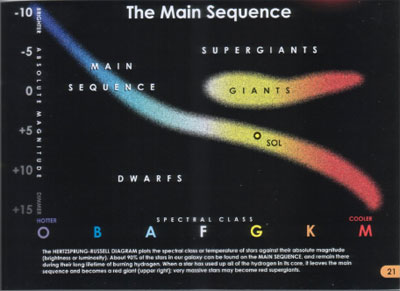 The Main Sequence
-10
BRIGHTER
SUPERGIANTS
MAIN
-5
SEQUENCE
GIANTS
0
ABSOLUTE MAGNITUDE
+5
SOL
+10
DWARFS
+15
DIMMER
HOTTER
SPECTRAL CLASS
COOLER
O B A F G K M
The HERTZSPRUNG-RUSSELL DIAGRAM plots the spectral class or temperature of stars against their absolute magnitude
(brightness or luminosity). About 90% of the stars in our galaxy can be found on the MAIN SEQUENCE, and remain there
during their long lifetime of burning hydrogen. When a star has used up all of the hydrogen in its core, it leaves the main
sequence and becomes a red giant (upper right); very massive stars may become red supergiants.
21